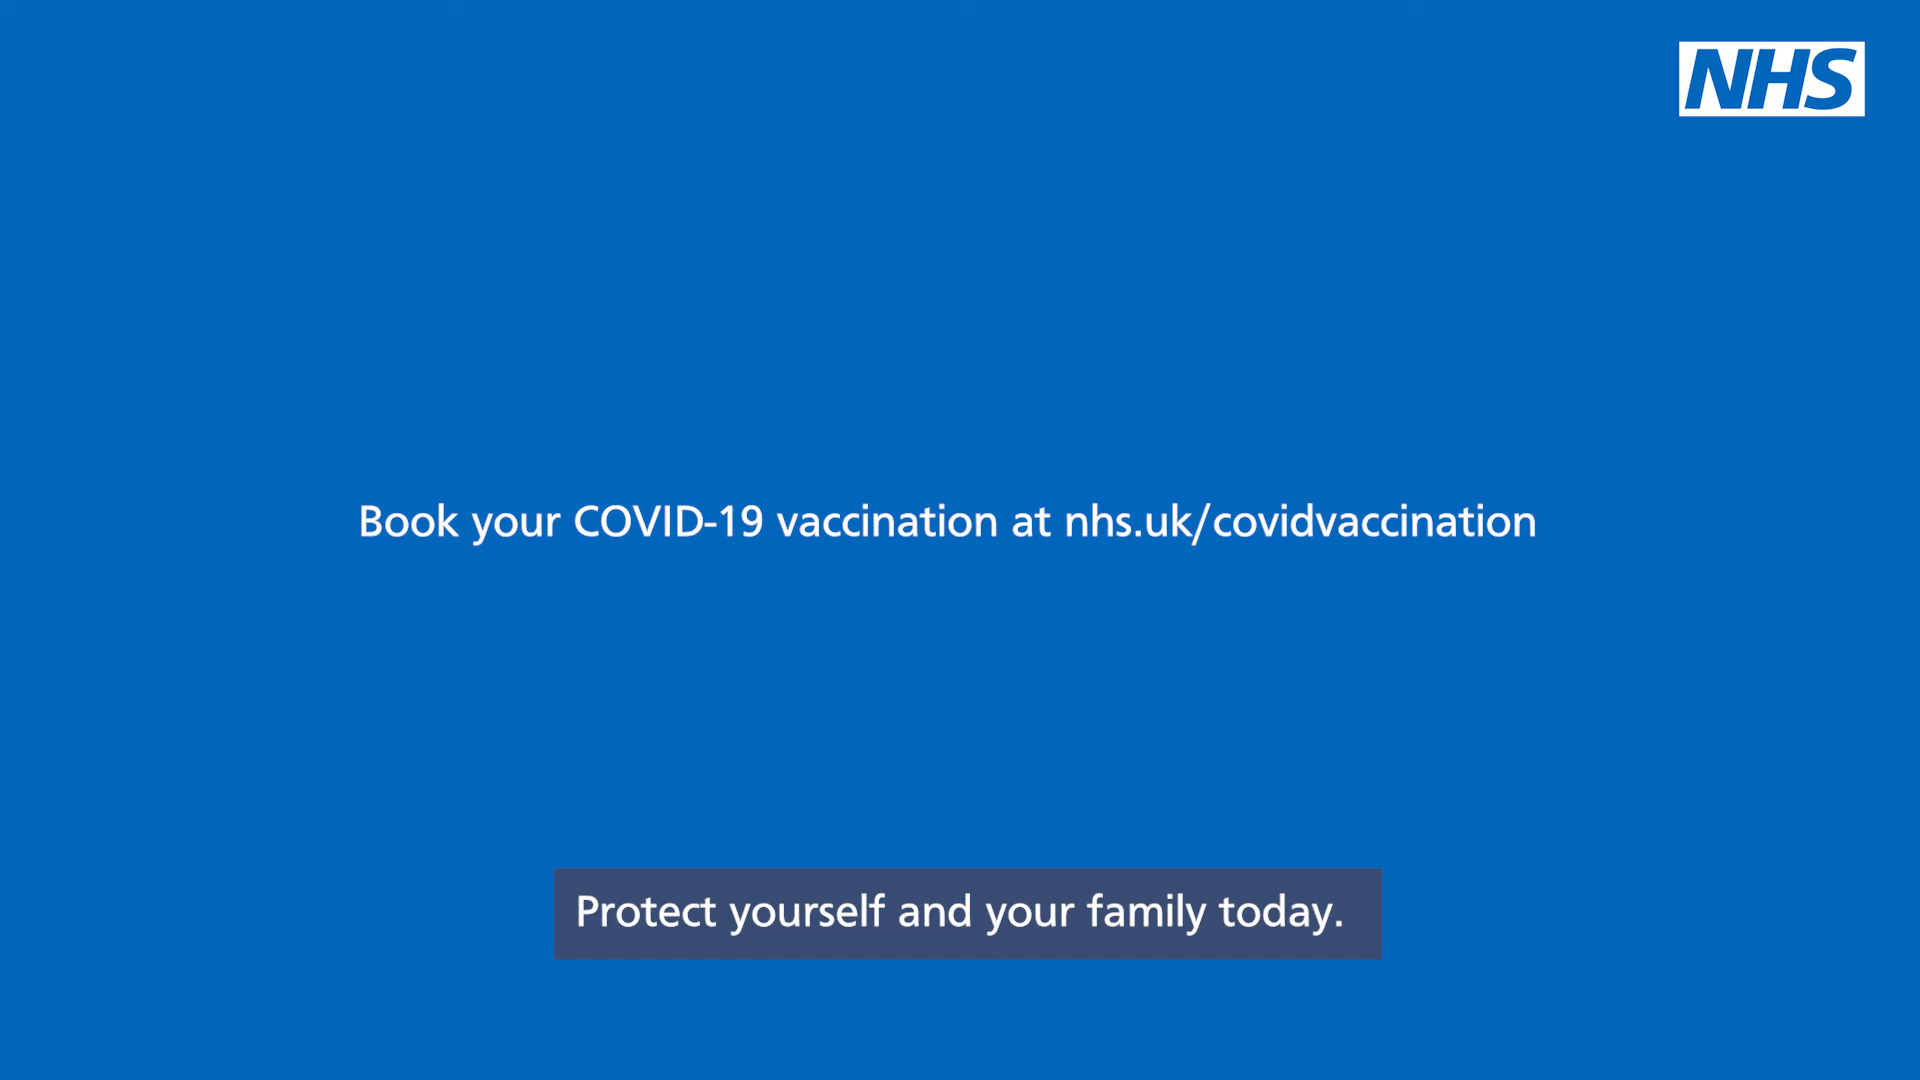 NHS
Book your COVID-19 vaccination at nhs.uk/covidvaccination
Protect yourself and your family today.